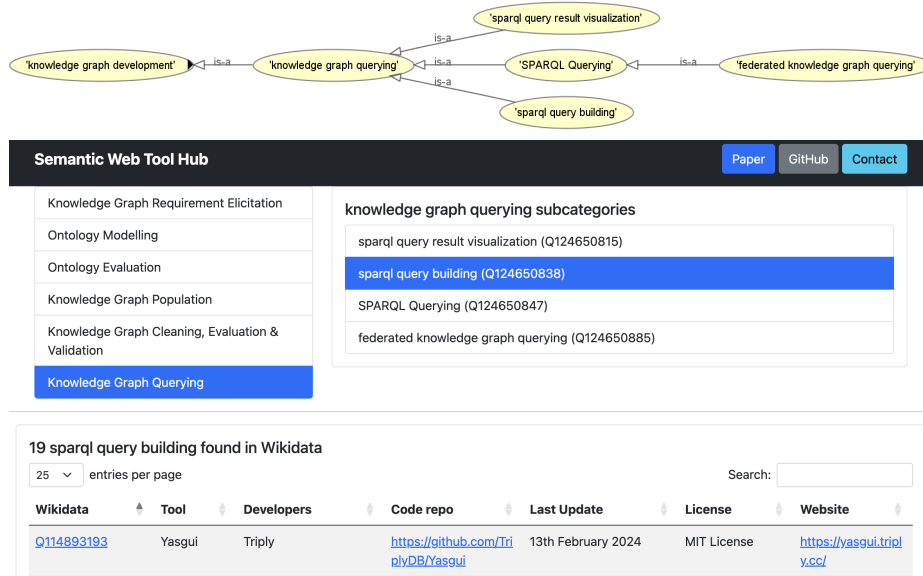 'sparql query result visualization'
is-a
'knowledge graph development'
is-a
'knowledge graph querying'
is-a
'SPARQL Querying'
is-a
'federated knowledge graph querying'
is-a
'sparql query building'
Semantic Web Tool Hub
Paper
GitHub
Contact
Knowledge Graph Requirement Elicitation
Ontology Modelling
Ontology Evaluation
Knowledge Graph Population
Knowledge Graph Cleaning, Evaluation &
Validation
Knowledge Graph Querying
knowledge graph querying subcategories
sparql query result visualization (Q124650815)
sparql query building (Q124650838)
SPARQL Querying (Q124650847)
federated knowledge graph querying (Q124650885)
19 sparql query building found in Wikidata
25 entries per page
Search:
Wikidata Tool Developers Code repo Last Update License Website
Q114893193 Yasgui Triply https://github.com/Tri 13th February 2024 MIT License https://yasgui.tripl
plyDB/Yasgui y.cc/